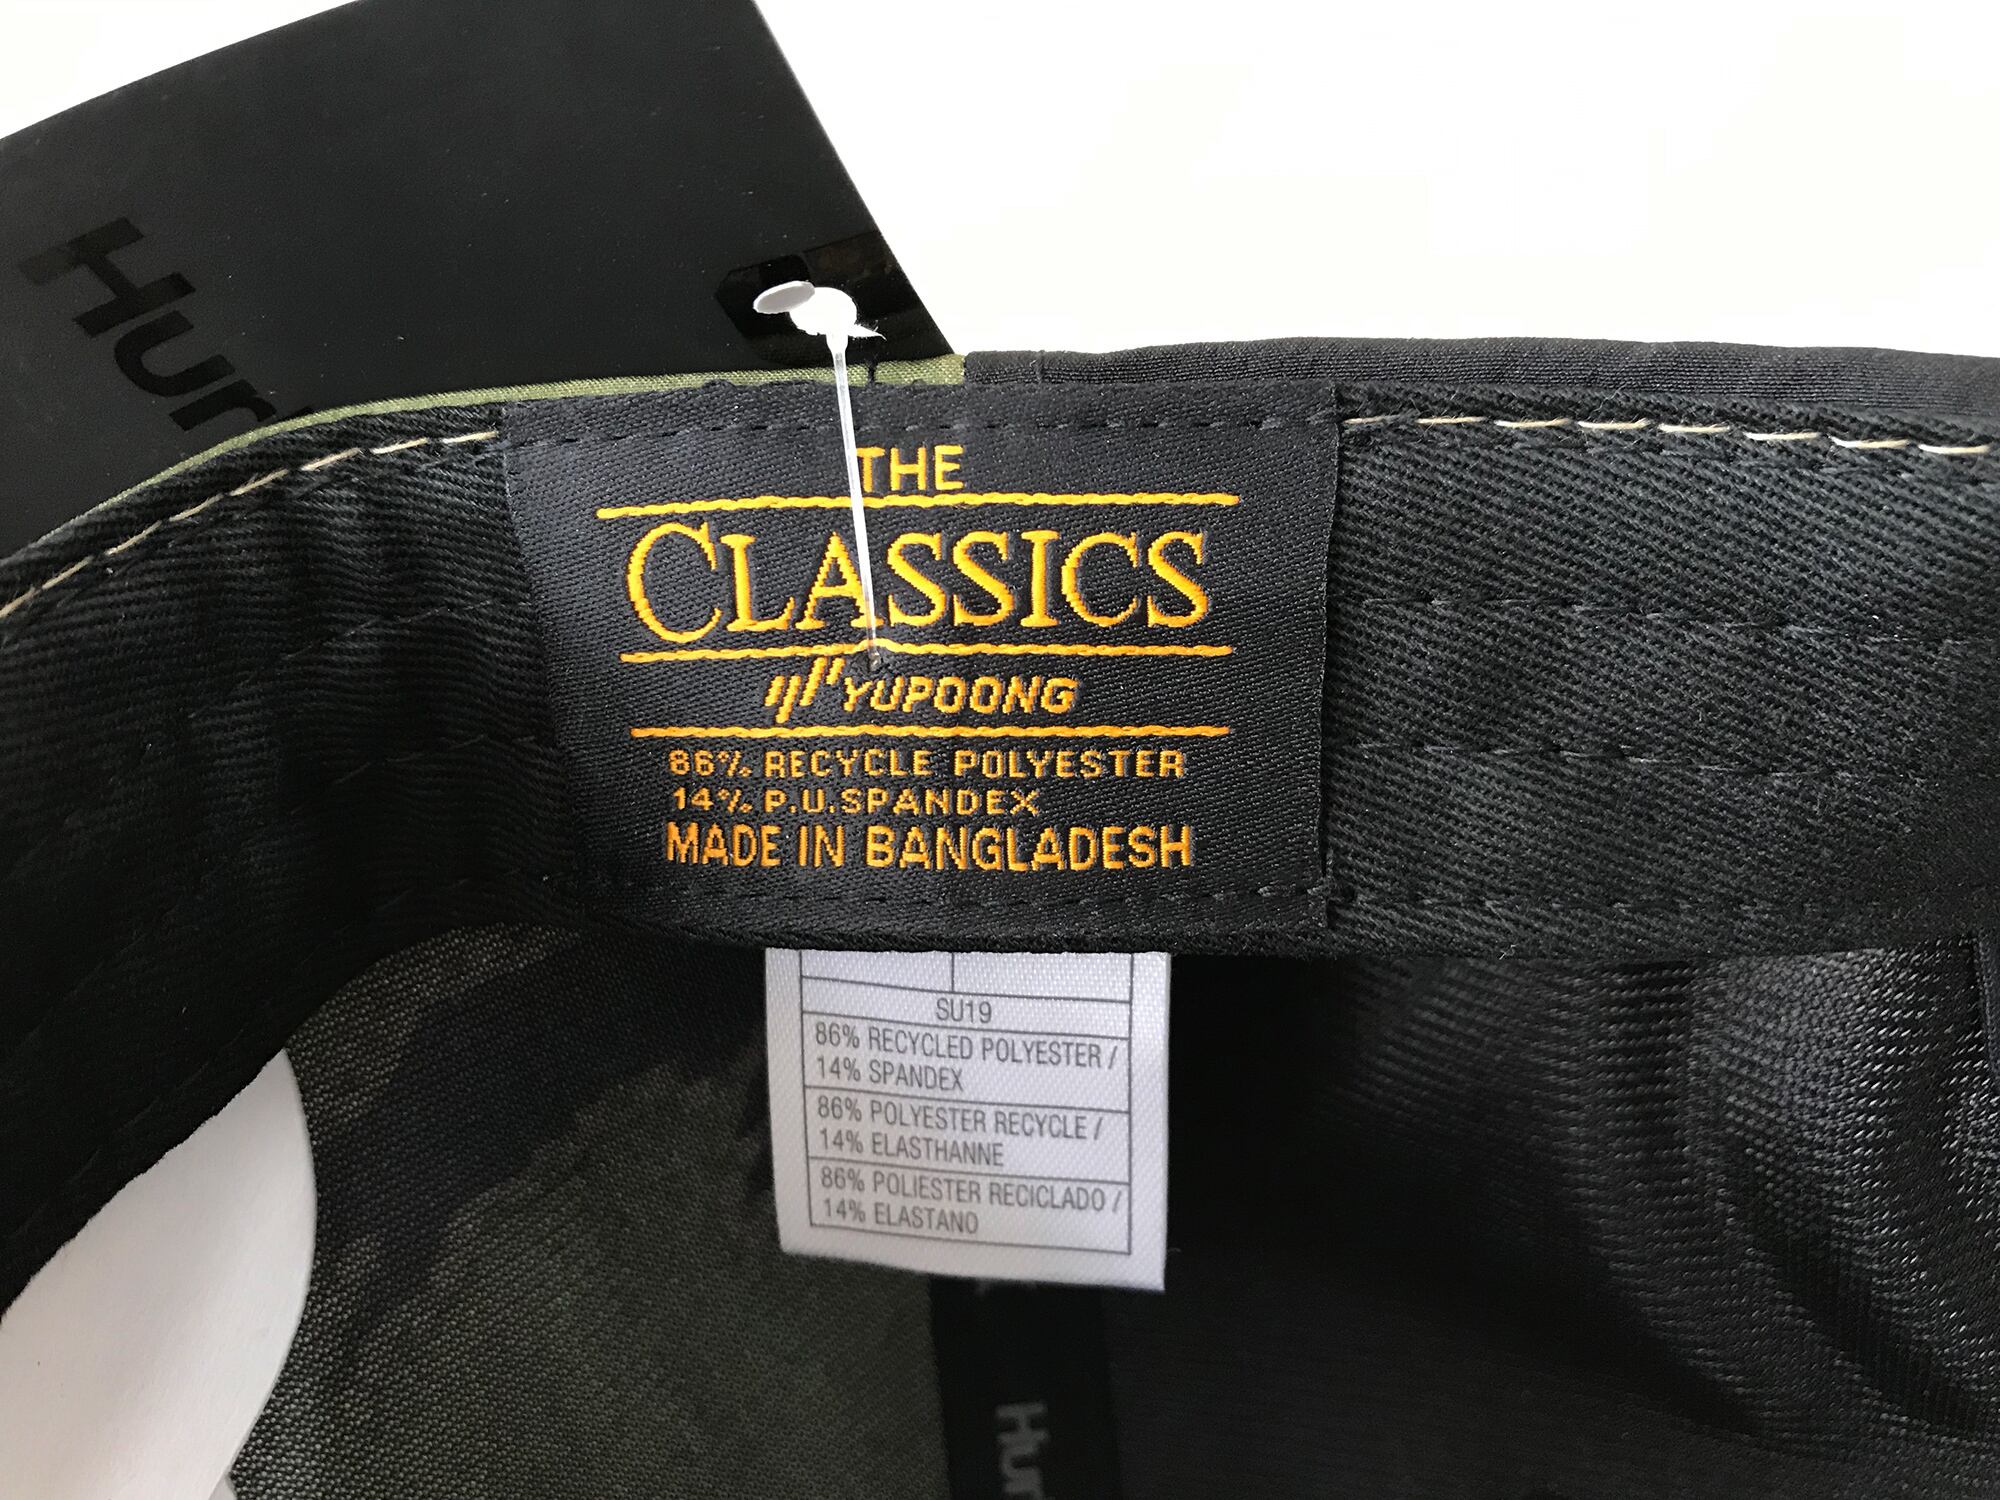 THE
CLASSICS
YUPOONG
86% RECYCLE POLYESTER
14% P.U.SPANDEX
MADE IN BANGLADESH
SU19
86% RECYCLED POLYESTER /
14% SPANDEX
86% POLYESTER RECYCLE /
14% ELASTHANNE
86% POLIESTER RECICLADO /
14% ELASTANO